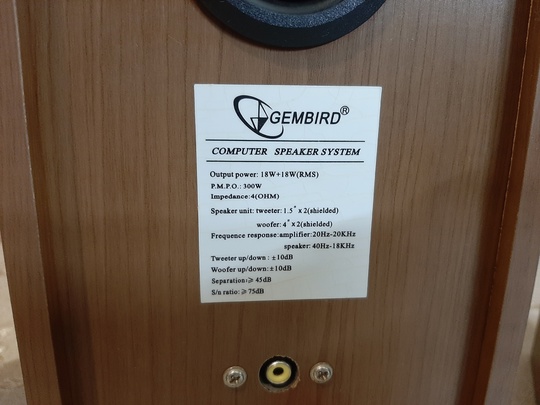 GEMBIRD®
COMPUTER SPEAKER SYSTEM
Output power: 18W+18W(RMS)
P.M.P.O.: 300W
Impedance:4(OHM)
Speaker unit: tweeter:1.5" x 2(shielded)
woofer: 4" x 2(shielded)
Frequence response:amplifier:20Hz-20KHz
speaker: 40Hz-18KHz
Tweeter up/down : ±10dB
Woofer up/down: ±10dB
Separation:≥ 45dB
S/n ratio: ≥ 75dB